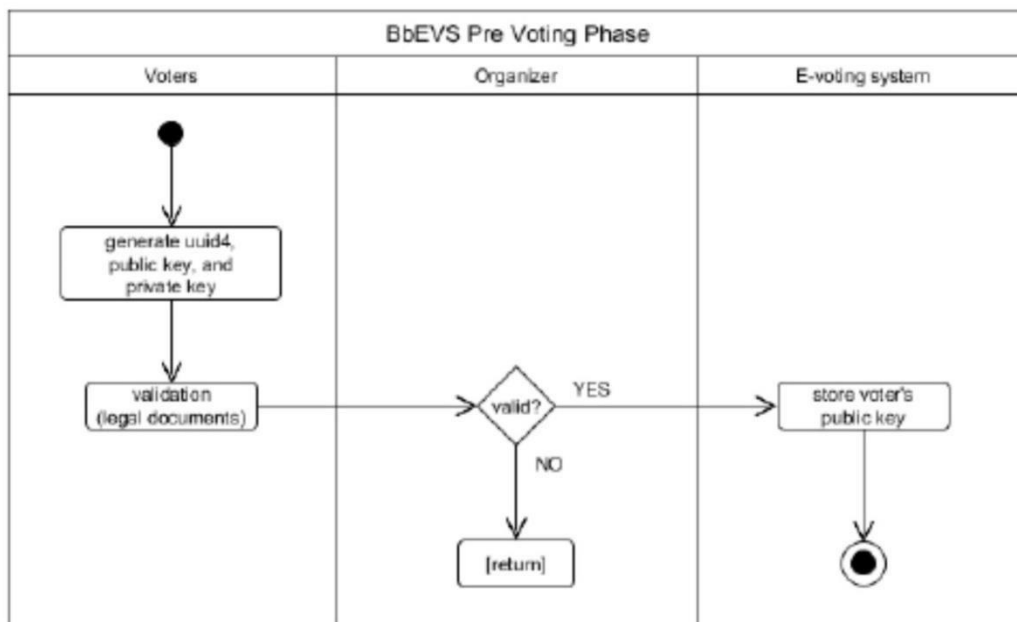 BbEVS Pre Voting Phase
Voters
Organizer
E-voting system
generate uuid4,
public key, and
private key
validation
(legal documents)
valid?
YES
store voter's
public key
NO
[return]